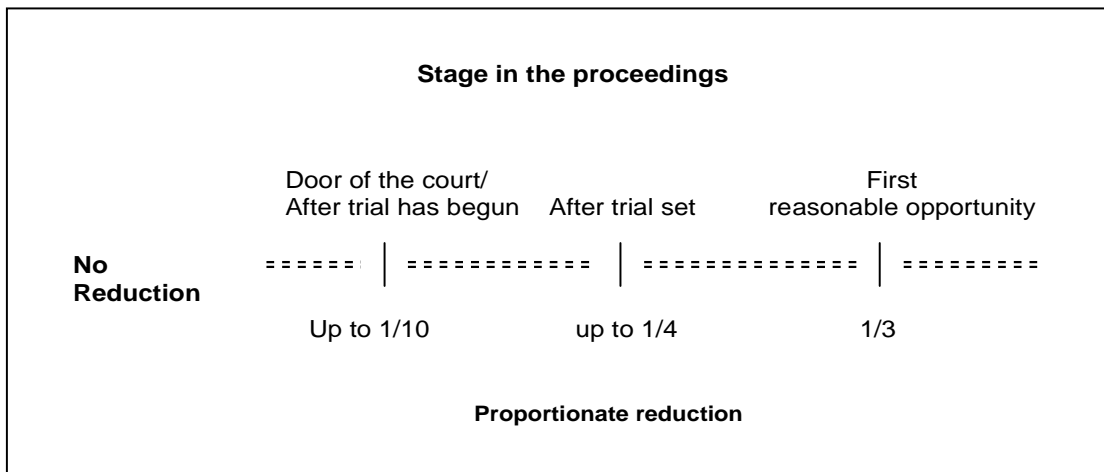 Stage in the proceedings
Door of the court/
After trial has begun
After trial set
First
reasonable opportunity
No
Reduction
Up to 1/10
up to 1/4
1/3
Proportionate reduction